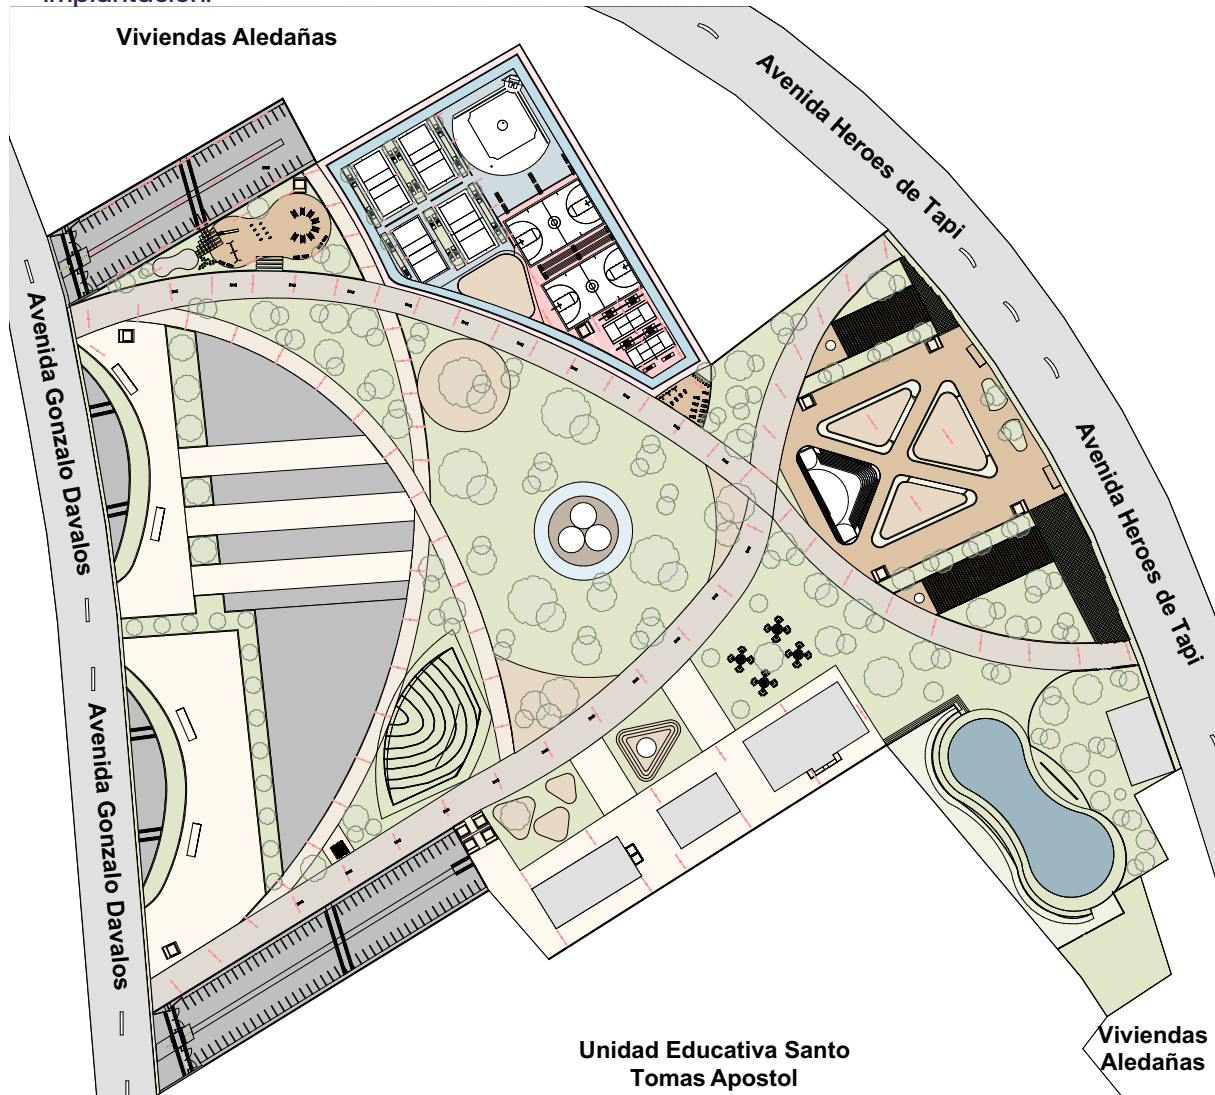 Implantación.
Viviendas Aledañas
Avenida Heroes de Tapi
Avenida Gonzalo Davalos
Avenida Heroes de Tapi
Avenida Gonzalo Davalos
Unidad Educativa Santo
Tomas Apostol
Viviendas
Aledañas